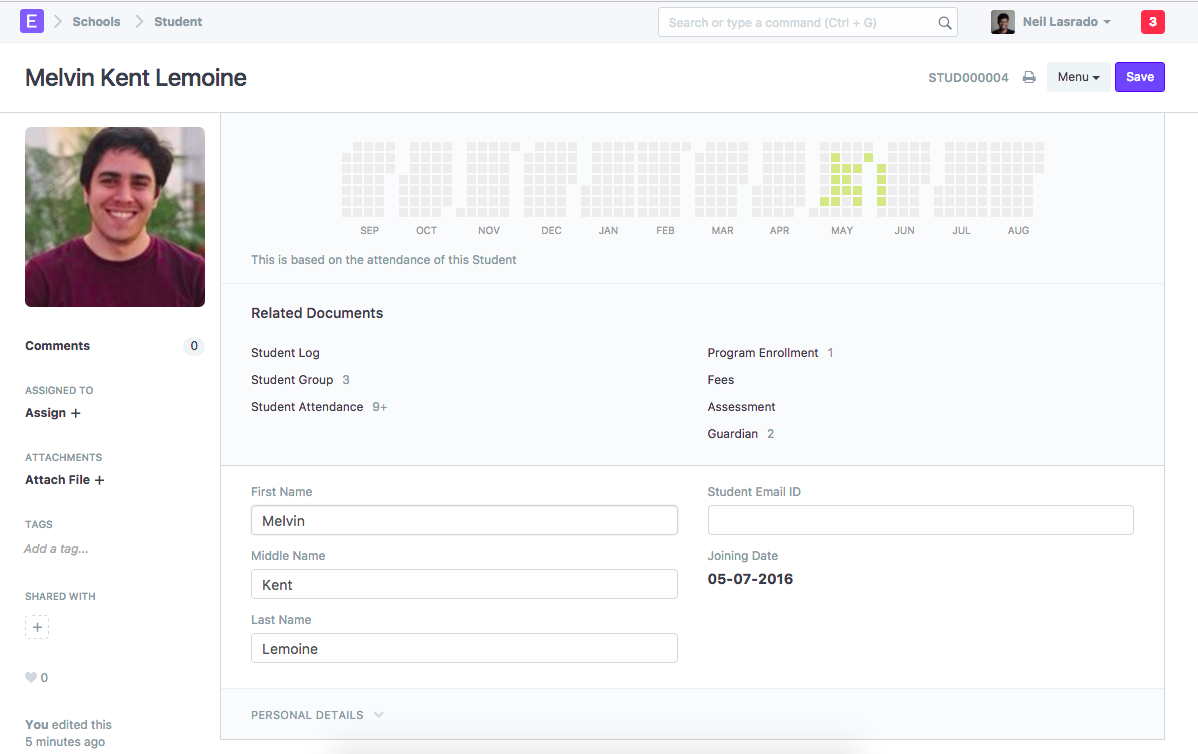 E Schools Student Search or type a command (Ctrl + G) Neil Lasrado 3
Melvin Kent Lemoine STUD000004 Menu Save
SEP OCT NOV DEC JAN FEB MAR APR MAY JUN JUL AUG
This is based on the attendance of this Student
Related Documents
Student Log
Student Group 3
Student Attendance 9+
Program Enrollment 1
Fees
Assessment
Guardian 2
Comments 0
ASSIGNED TO
Assign +
ATTACHMENTS
Attach File +
TAGS
Add a tag...
SHARED WITH
+
0
You edited this
5 minutes ago
First Name
Melvin
Middle Name
Kent
Last Name
Lemoine
Student Email ID
Joining Date
05-07-2016
PERSONAL DETAILS